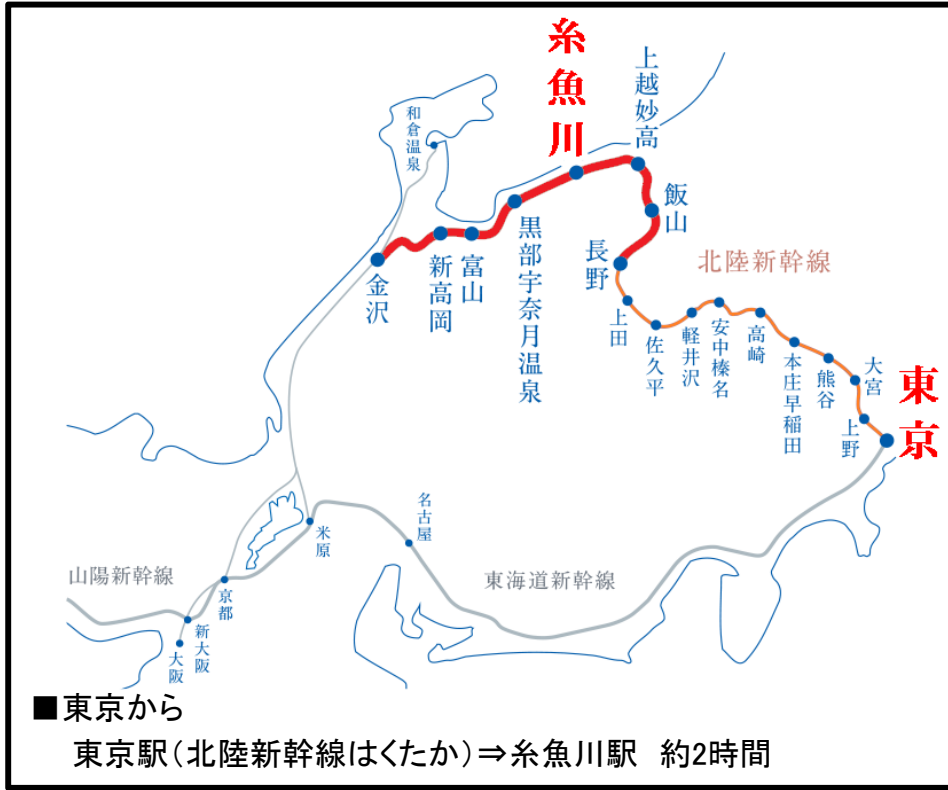 糸魚川
上越妙高
和倉温泉
飯山
黒部宇奈月温泉
富山
新高岡
金沢
長野
北陸新幹線
上田
佐久平
軽井沢
安中榛名
高崎
本庄早稲田
熊谷
大宮
上野
東京
名古屋
米原
東海道新幹線
山陽新幹線
京都
新大阪
大阪
■東京から
東京駅(北陸新幹線はくたか)⇒糸魚川駅 約2時間